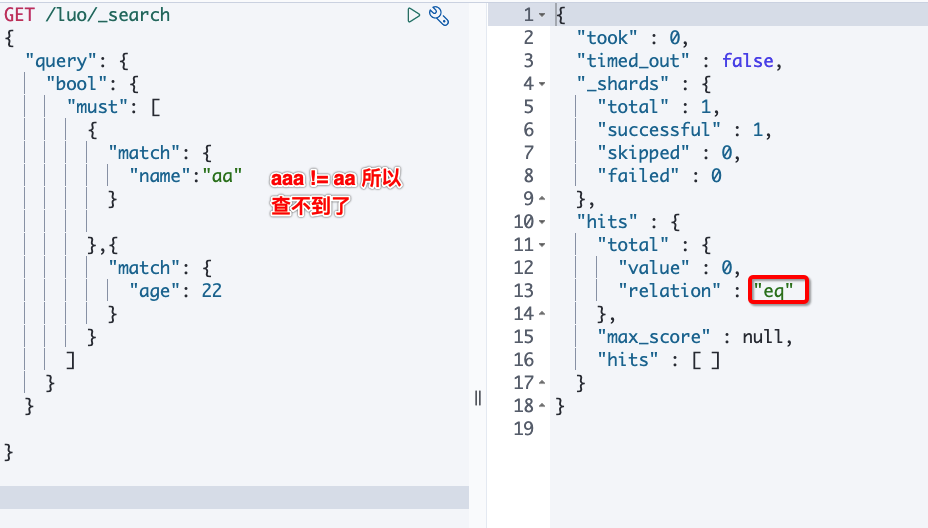 GET /luo/_search
{
"query": {
"bool": {
"must": [
{
"match": {
"name":"aa"
}
},{
"match": {
"age": 22
}
}
]
}
}
}
aaa != aa 所以
查不到了
1 {
2 "took" : 0,
3 "timed_out" : false,
4 "_shards" : {
5 "total" : 1,
6 "successful" : 1,
7 "skipped" : 0,
8 "failed" : 0
9 },
10 "hits" : {
11 "total" : {
12 "value" : 0,
13 "relation" : "eq"
14 },
15 "max_score" : null,
16 "hits" : [ ]
17 }
18 }
19